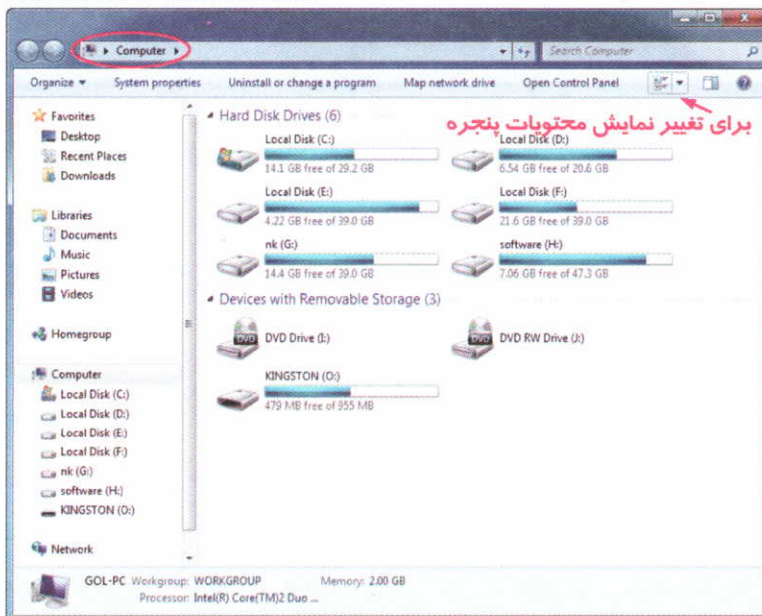 Computer
Search Computer
Organize System properties Uninstall or change a program Map network drive Open Control Panel
برای تغییر نمایش محتویات پنجره
Favorites
Desktop
Recent Places
Downloads
Libraries
Documents
Music
Pictures
Videos
Homegroup
Computer
Local Disk (C:)
Local Disk (D:)
Local Disk (E:)
Local Disk (F:)
nk (G:)
software (H:)
KINGSTON (O:)
Network
Hard Disk Drives (6)
Local Disk (C:)
14.1 GB free of 29.2 GB
Local Disk (D:)
6.54 GB free of 20.6 GB
Local Disk (E:)
4.22 GB free of 39.0 GB
Local Disk (F:)
21.6 GB free of 39.0 GB
nk (G:)
14.4 GB free of 39.0 GB
software (H:)
7.06 GB free of 47.3 GB
Devices with Removable Storage (3)
DVD Drive (I:)
DVD
DVD RW Drive (J:)
DVD
KINGSTON (O:)
479 MB free of 955 MB
GOL-PC Workgroup: WORKGROUP Memory: 2.00 GB
Processor: Intel(R) Core(TM)2 Duo ...